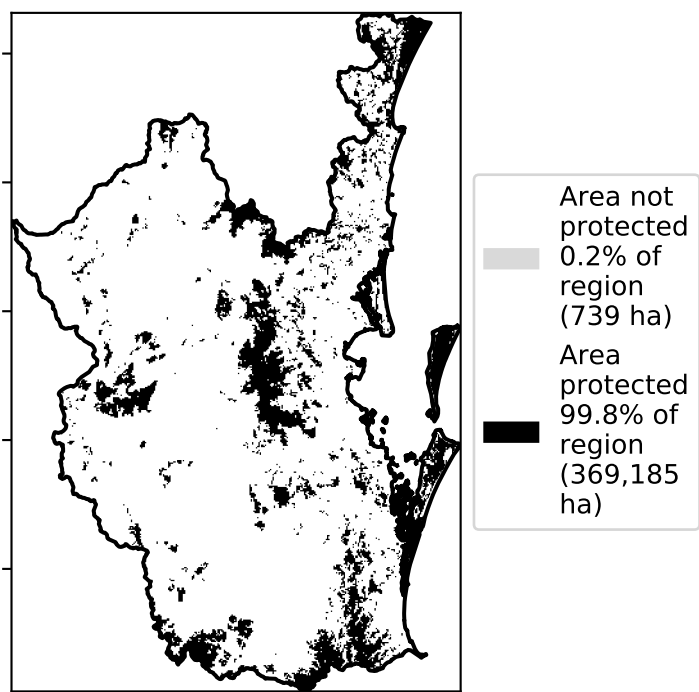 Area not
protected
0.2% of
region
(739 ha)
Area
protected
99.8% of
region
(369,185
ha)